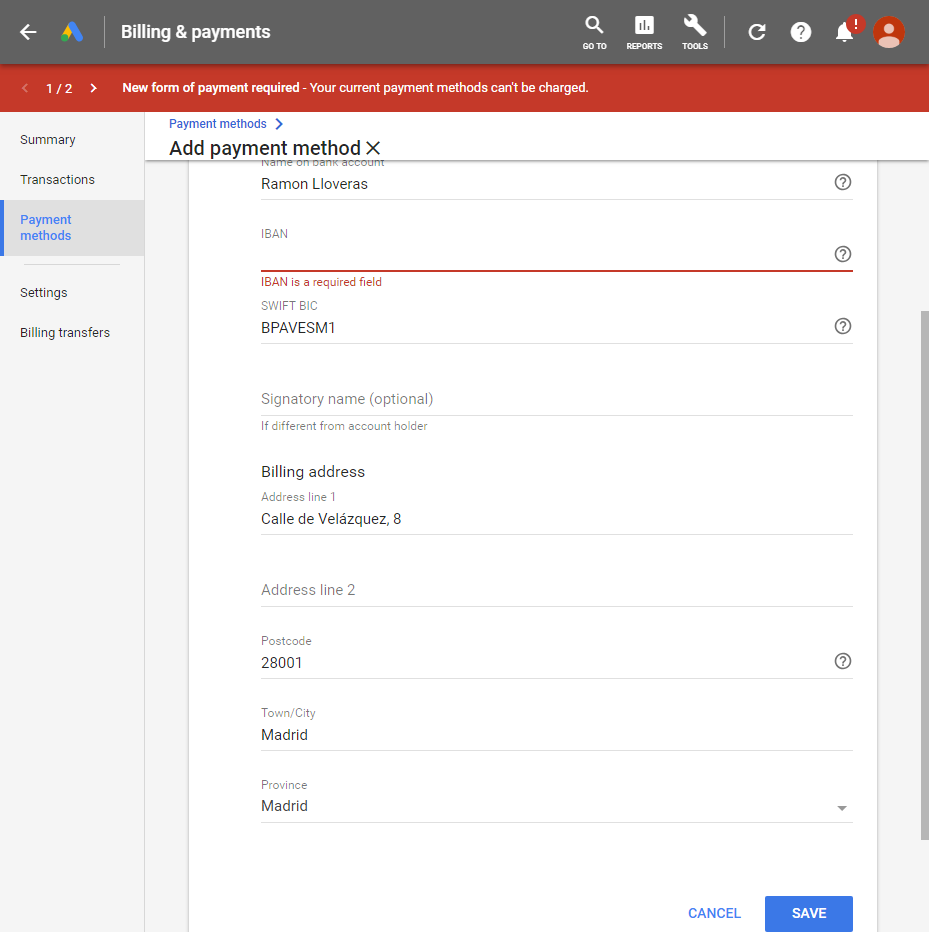 Billing & payments
GO TO
REPORTS
TOOLS
1 / 2
New form of payment required - Your current payment methods can't be charged.
Summary
Transactions
Payment
methods
Settings
Billing transfers
Payment methods
Add payment method
Name on bank account
Ramon Lloveras
IBAN
IBAN is a required field
SWIFT BIC
BPAVESM1
Signatory name (optional)
If different from account holder
Billing address
Address line 1
Calle de Velázquez, 8
Address line 2
Postcode
28001
Town/City
Madrid
Province
Madrid
CANCEL
SAVE